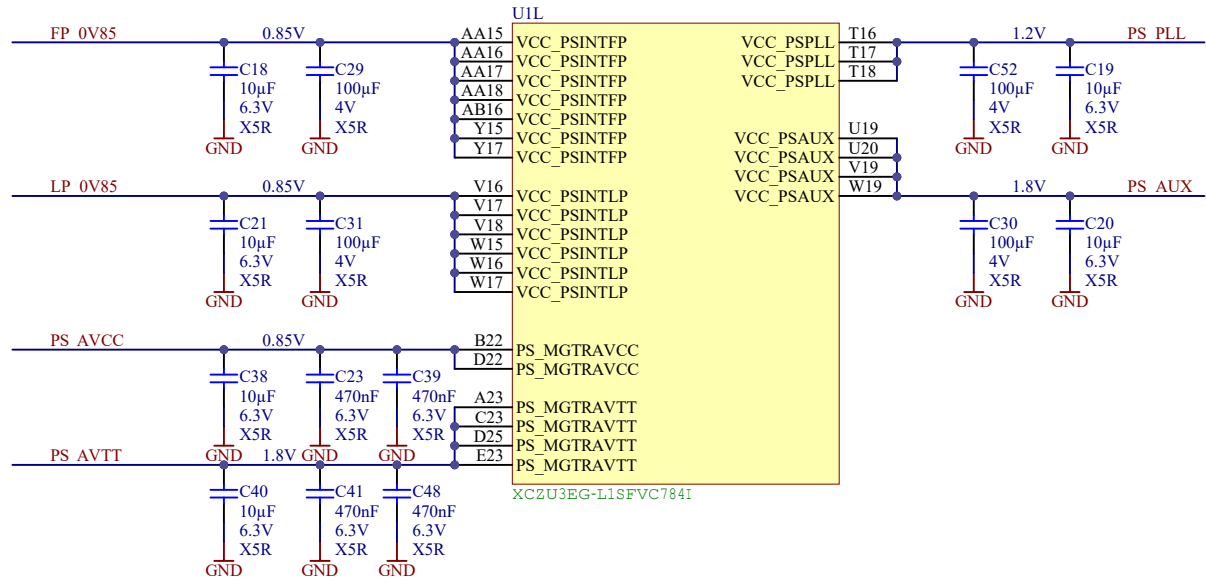 U1L
FP_0V85
0.85V
C18
10µF
6.3V
X5R
GND
C29
100µF
4V
X5R
GND
AA15 VCC_PSINTFP
AA16 VCC_PSINTFP
AA17 VCC_PSINTFP
AA18 VCC_PSINTFP
AB16 VCC_PSINTFP
Y15 VCC_PSINTFP
Y17 VCC_PSINTFP
LP_0V85
0.85V
C21
10µF
6.3V
X5R
GND
C31
100µF
4V
X5R
GND
V16 VCC_PSINTLP
V17 VCC_PSINTLP
V18 VCC_PSINTLP
W15 VCC_PSINTLP
W16 VCC_PSINTLP
W17 VCC_PSINTLP
PS_AVCC
0.85V
C38
10µF
6.3V
X5R
GND
C23
470nF
6.3V
X5R
GND
C39
470nF
6.3V
X5R
GND
B22 PS_MGTRAVCC
D22 PS_MGTRAVCC
PS_AVTT
1.8V
C40
10µF
6.3V
X5R
GND
C41
470nF
6.3V
X5R
GND
C48
470nF
6.3V
X5R
GND
A23 PS_MGTRAVTT
C23 PS_MGTRAVTT
D25 PS_MGTRAVTT
E23 PS_MGTRAVTT
VCC_PSPLL T16
VCC_PSPLL T17
VCC_PSPLL T18
1.2V
PS_PLL
C52
100µF
4V
X5R
GND
C19
10µF
6.3V
X5R
GND
VCC_PSAUX U19
VCC_PSAUX U20
VCC_PSAUX V19
VCC_PSAUX W19
1.8V
PS_AUX
C30
100µF
4V
X5R
GND
C20
10µF
6.3V
X5R
GND
XCZU3EG-L1SFVC784I